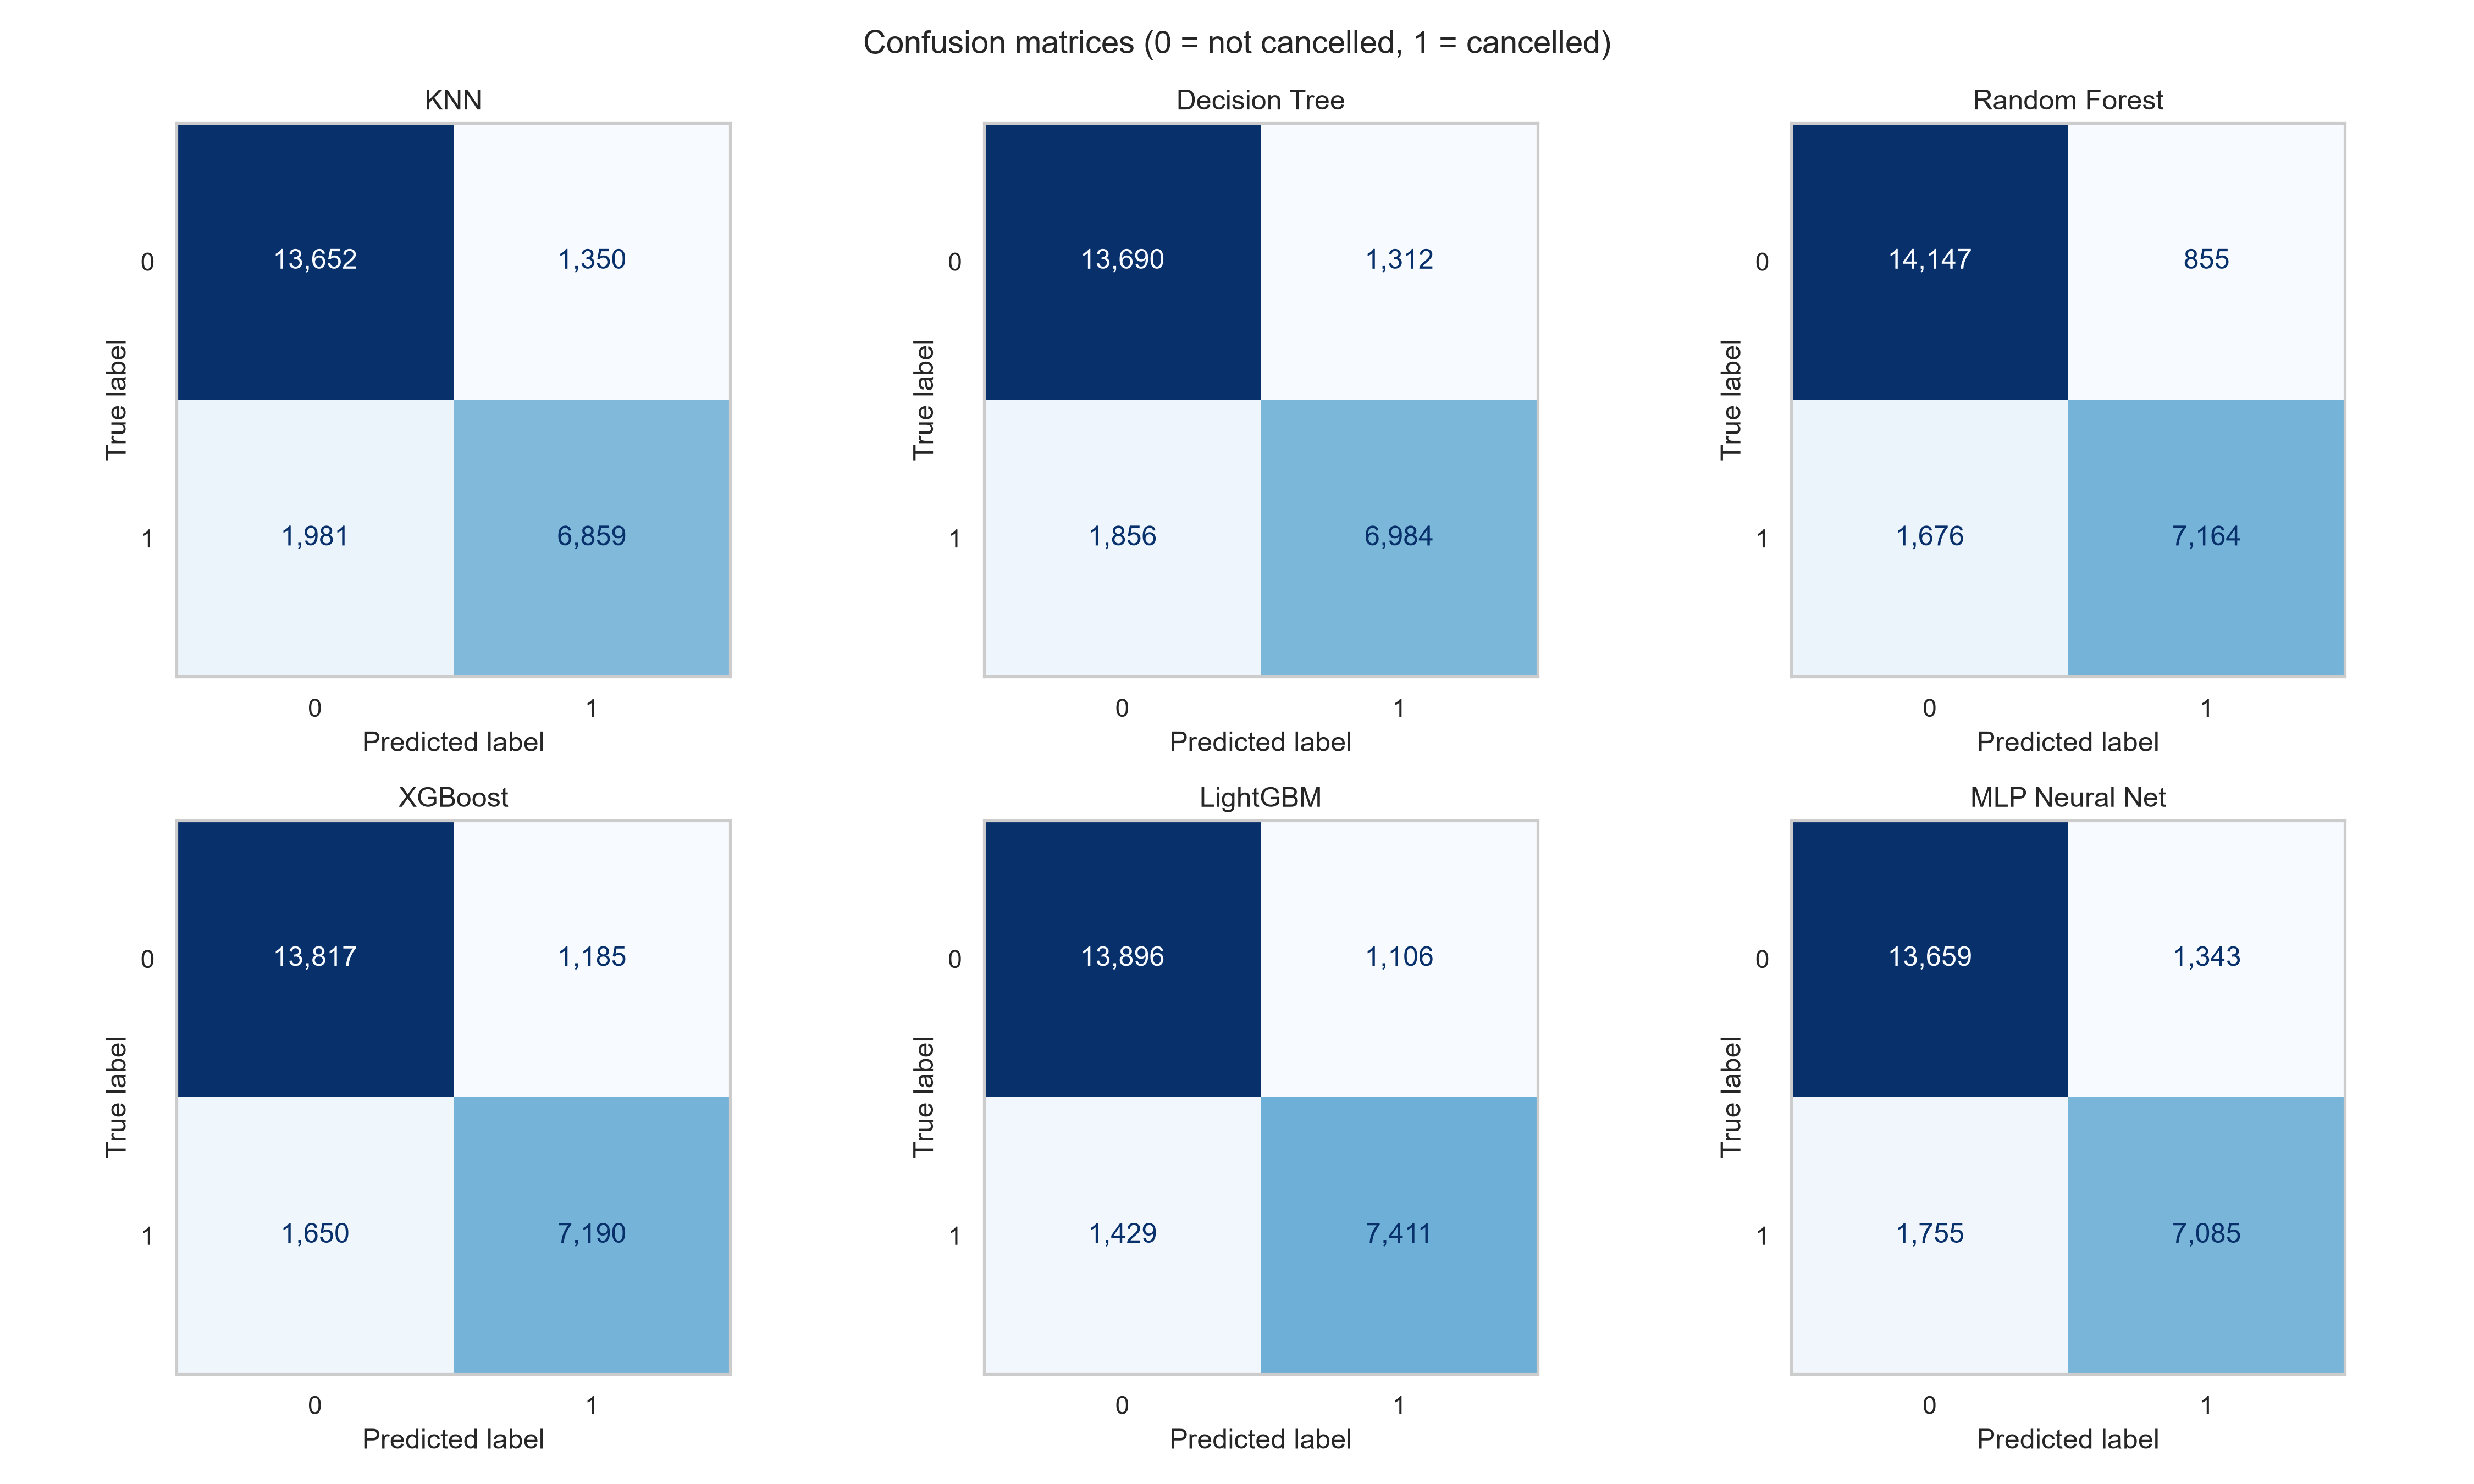 Confusion matrices (0 = not cancelled, 1 = cancelled)
KNN
True label
0
13,652
1,350
1
1,981
6,859
0
1
Predicted label
Decision Tree
True label
0
13,690
1,312
1
1,856
6,984
0
1
Predicted label
Random Forest
True label
0
14,147
855
1
1,676
7,164
0
1
Predicted label
XGBoost
True label
0
13,817
1,185
1
1,650
7,190
0
1
Predicted label
LightGBM
True label
0
13,896
1,106
1
1,429
7,411
0
1
Predicted label
MLP Neural Net
True label
0
13,659
1,343
1
1,755
7,085
0
1
Predicted label